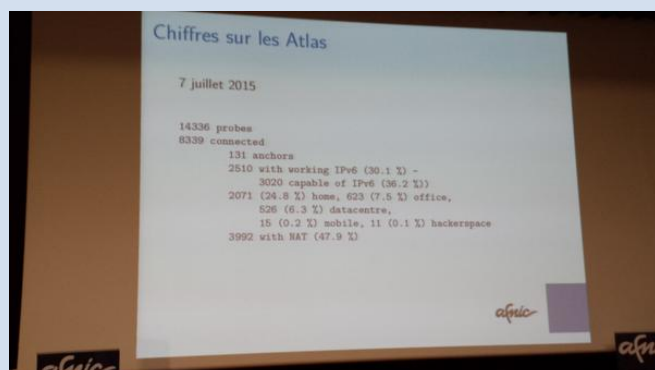 Chiffres sur les Atlas
7 juillet 2015
14336 probes
8339 connected
131 anchors
2510 with working IPv6 (30.1 %) -
3020 capable of IPv6 (36.2 %))
2071 (24.8 %) home, 623 (7.5 %) office,
526 (6.3 %) datacentre,
15 (0.2 %) mobile, 11 (0.1 %) hackerspace
3992 with NAT (47.9 %)
afnic
afnic
afn